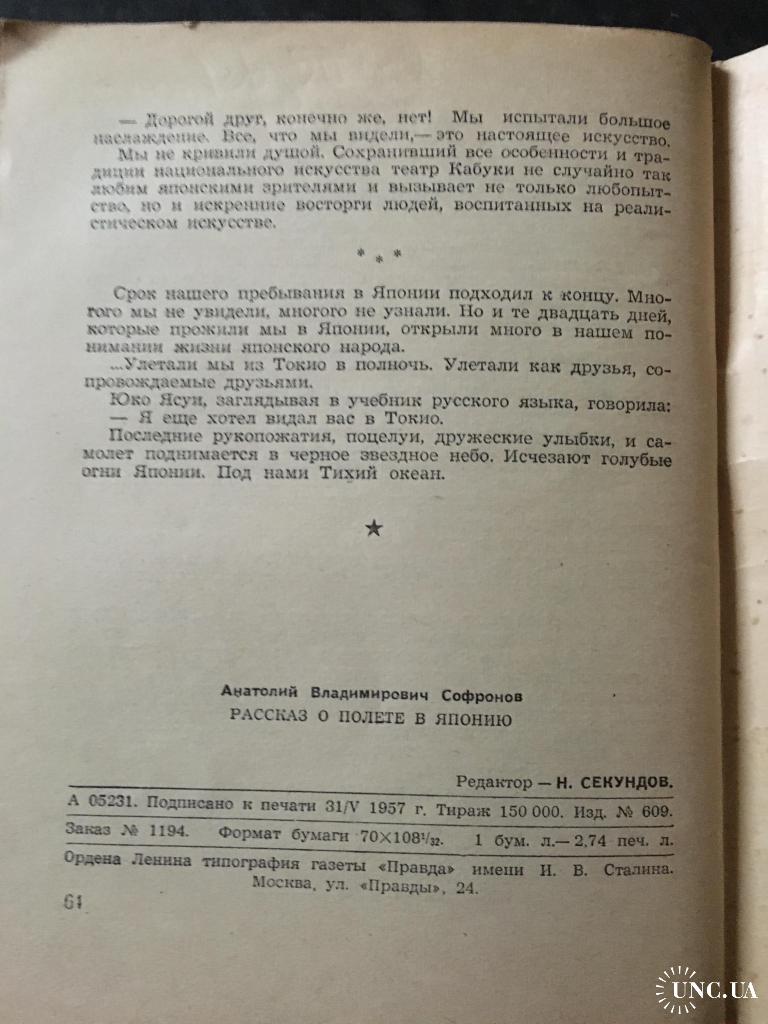 — Дорогой друг, конечно же, нет! Мы испытали большое
наслаждение. Все, что мы видели,— это настоящее искусство.
Мы не кривили душой. Сохранивший все особенности и тра-
диции национального искусства театр Кабуки не случайно так
любим японскими зрителями и вызывает не только любопыт-
ство, но и искренние восторги людей, воспитанных на реали-
стическом искусстве.
* * *
Срок нашего пребывания в Японии подходил к концу. Мно-
гого мы не увидели, многого не узнали. Но и те двадцать дней,
которые прожили мы в Японии, открыли много в нашем по-
нимании жизни японского народа.
...Улетали мы из Токио в полночь. Улетали как друзья, со-
провождаемые друзьями.
Юко Ясуи, заглядывая в учебник русского языка, говорила:
— Я еще хотел видал вас в Токио.
Последние рукопожатия, поцелуи, дружеские улыбки, и са-
молет поднимается в черное звездное небо. Исчезают голубые
огни Японии. Под нами Тихий океан.
★
Анатолий Владимирович Софронов
РАССКАЗ О ПОЛЕТЕ В ЯПОНИЮ
Редактор — Н. СЕКУНДОВ.
А 05231. Подписано к печати 31/V 1957 г. Тираж 150 000. Изд. № 609.
Заказ № 1194. Формат бумаги 70×108¹/₃₂. 1 бум. л.— 2,74 печ. л.
Ордена Ленина типография газеты «Правда» имени И. В. Сталина.
Москва, ул. «Правды», 24.
64
UNC.UA